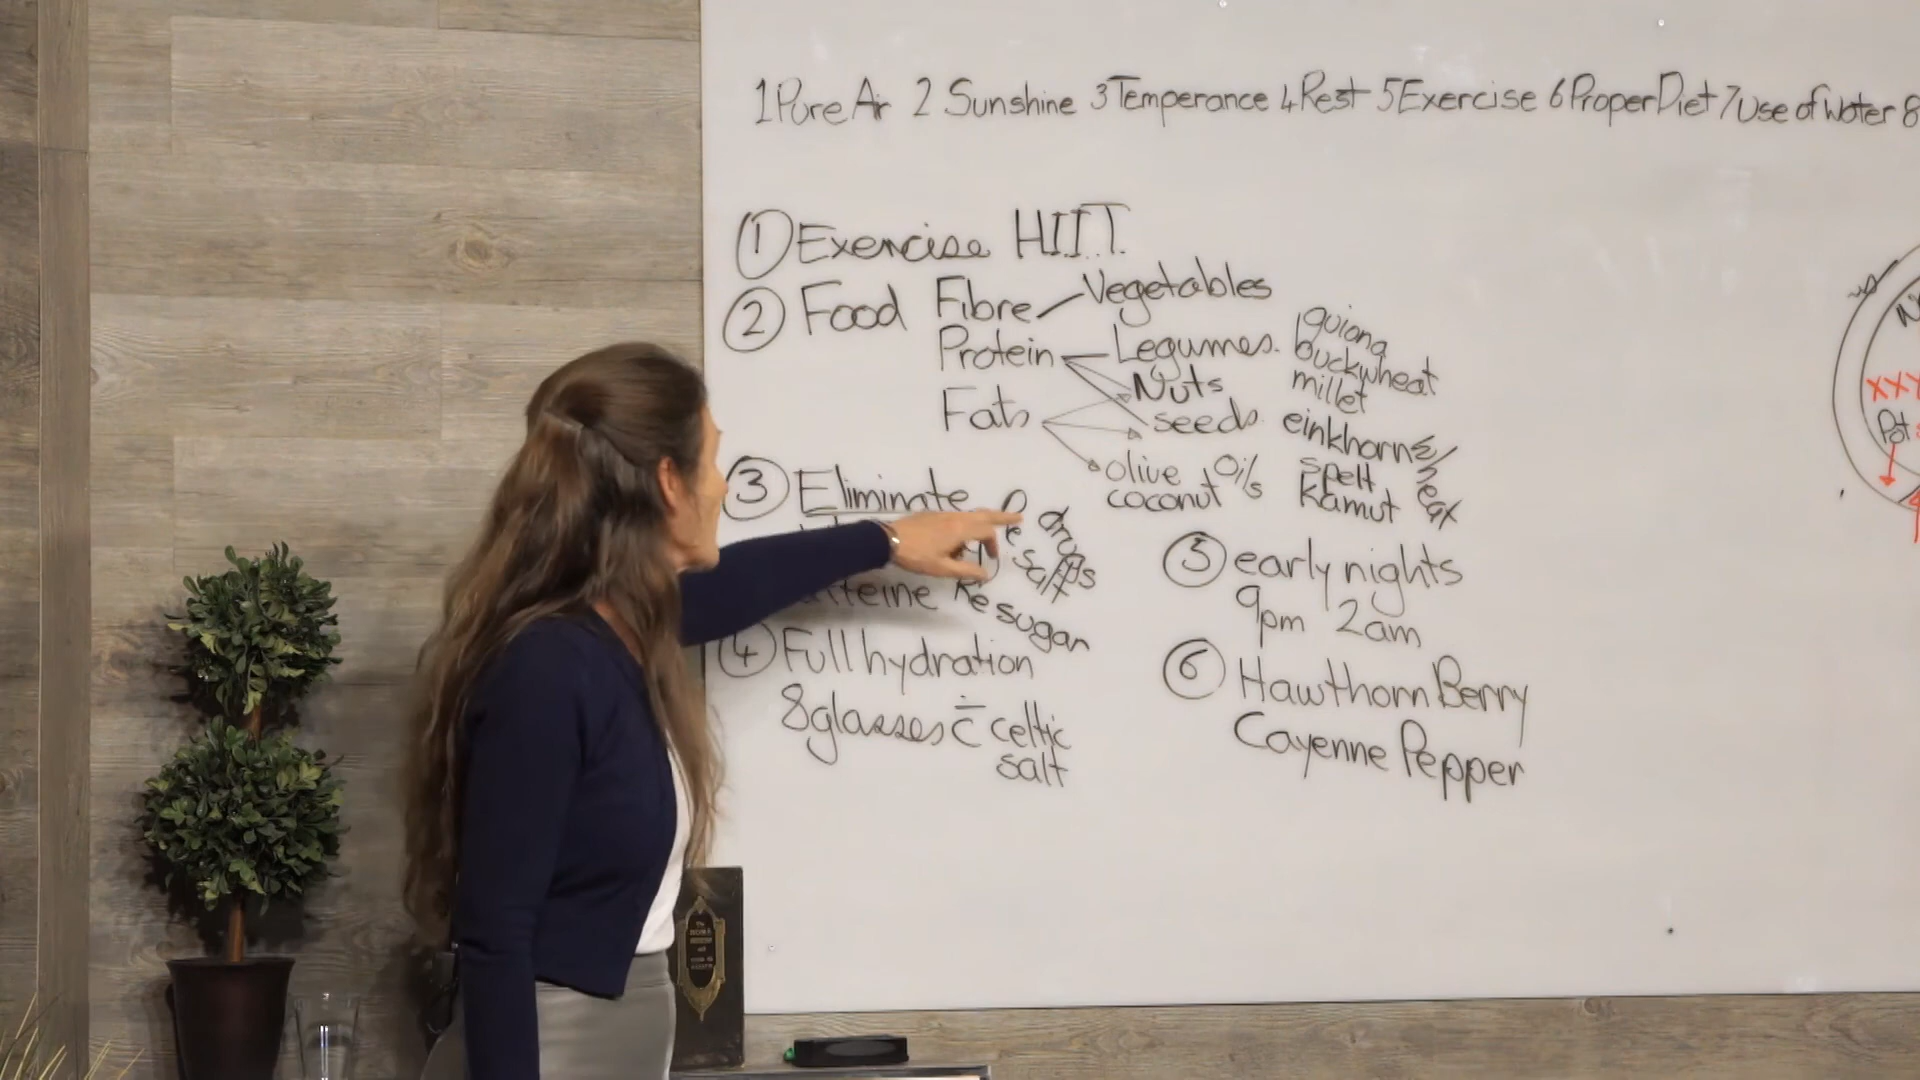 1 Pure Air 2 Sunshine 3 Temperance 4 Rest 5 Exercise 6 Proper Diet 7 Use of Water 8
① Exercise H.I.I.T.
② Food Fibre Vegetables
Protein Legumes.
Nuts
Fats seeds
olive oils
coconut
quiona
buckwheat
millet
einkhorn
spelt
kamut
③ Eliminate
drugs
salt
sugar
④ Full hydration
8 glasses c̄ celtic
salt
⑤ early nights
9pm 2am
⑥ Hawthorn Berry
Cayenne Pepper
xxx
Pot